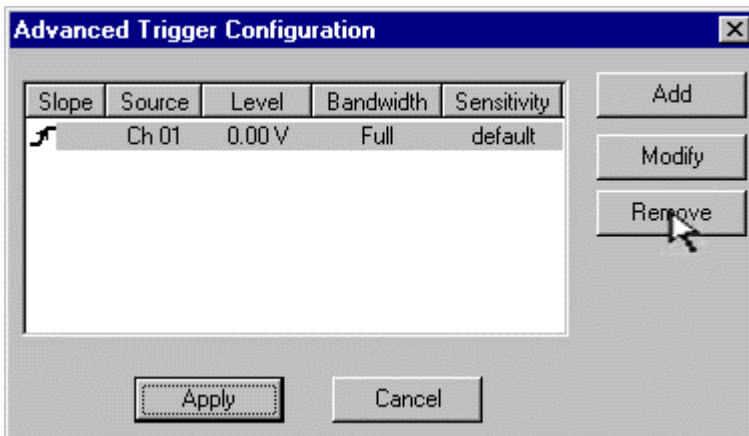 Advanced Trigger Configuration
Slope Source Level Bandwidth Sensitivity
Ch 01 0.00 V Full default
Add
Modify
Remove
Apply Cancel